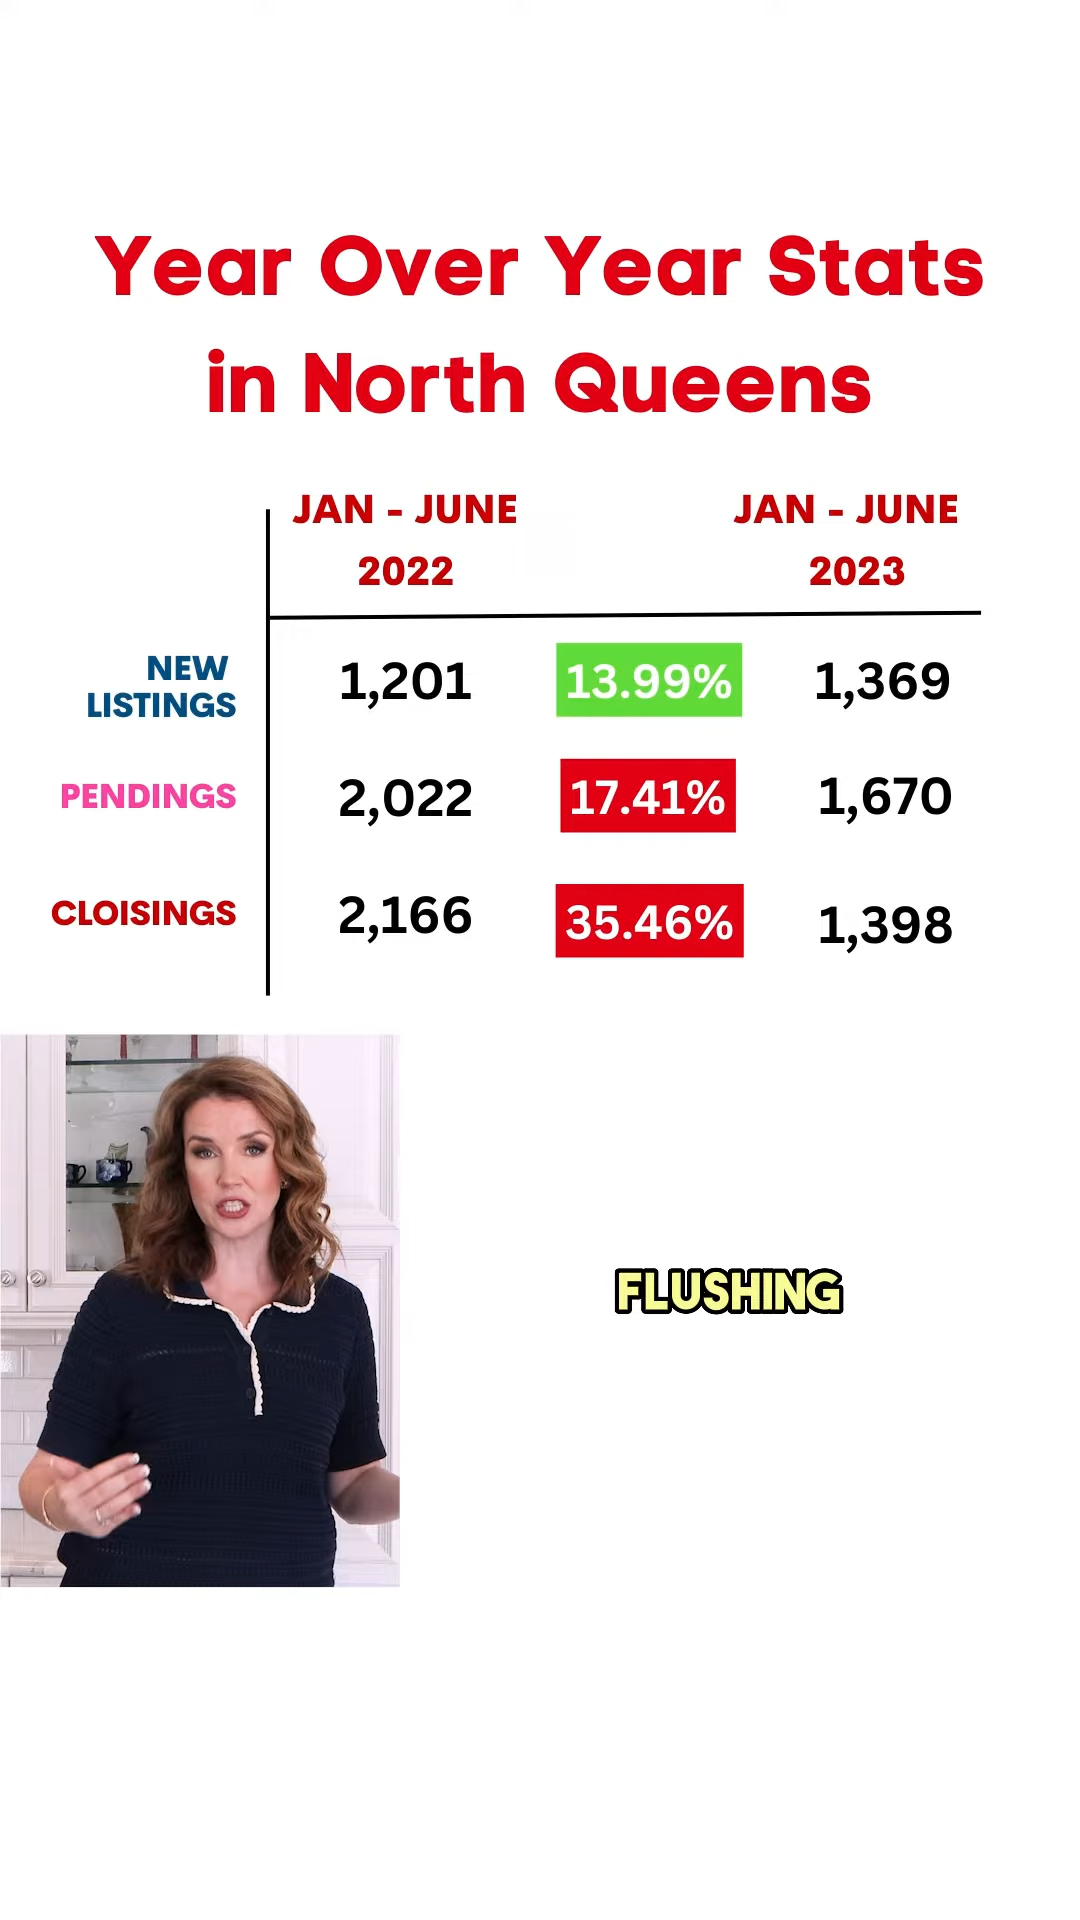 Year Over Year Stats
in North Queens
JAN - JUNE JAN - JUNE
2022 2023
NEW
LISTINGS 1,201 13.99% 1,369
PENDINGS 2,022 17.41% 1,670
CLOISINGS 2,166 35.46% 1,398
FLUSHING